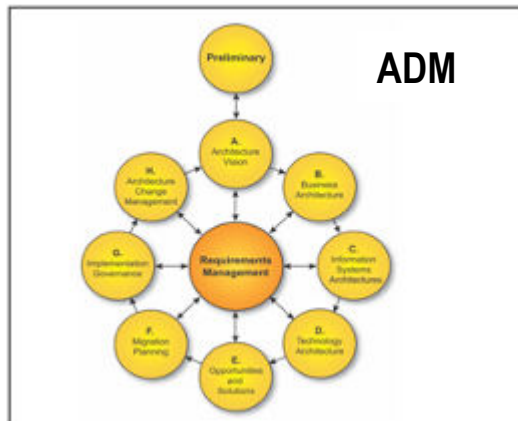 Preliminary
ADM
A.
Architecture
Vision
H.
Architecture
Change
Management
B.
Business
Architecture
G.
Implementation
Governance
Requirements
Management
C.
Information
Systems
Architectures
F.
Migration
Planning
D.
Technology
Architecture
E.
Opportunities
and
Solutions